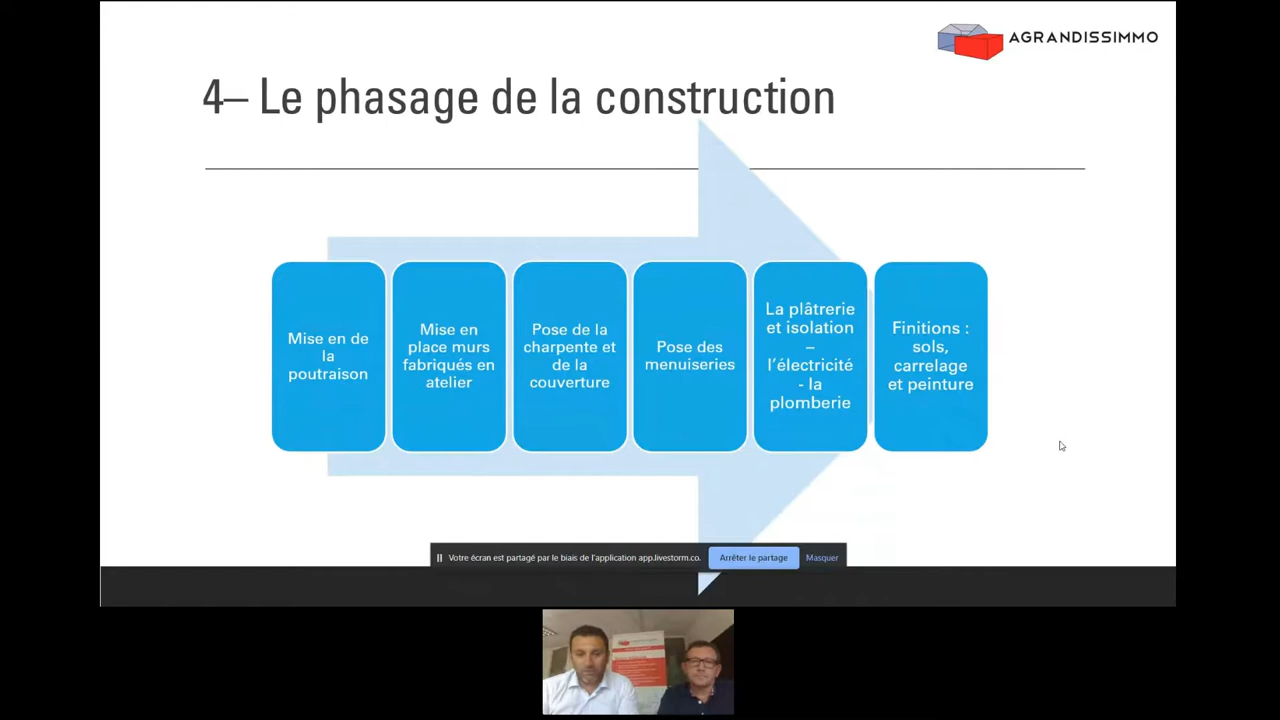 AGRANDISSIMMO
4– Le phasage de la construction
Mise en de
la
poutraison
Mise en
place murs
fabriqués en
atelier
Pose de la
charpente et
de la
couverture
Pose des
menuiseries
La plâtrerie
et isolation
–
l’électricité
- la
plomberie
Finitions :
sols,
carrelage
et peinture
Votre écran est partagé par le biais de l'application app.livestorm.co.
Arrêter le partage
Masquer